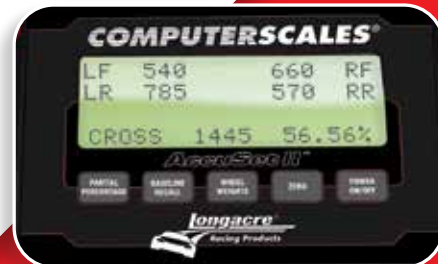 COMPUTERSCALES®
LF 540 660 RF
LR 785 570 RR
CROSS 1445 56.56%
AccuSet II™
PARTIAL PERCENTAGE BASELINE RECALL WHEEL WEIGHTS ZERO POWER ON/OFF
Longacre®
Racing Products